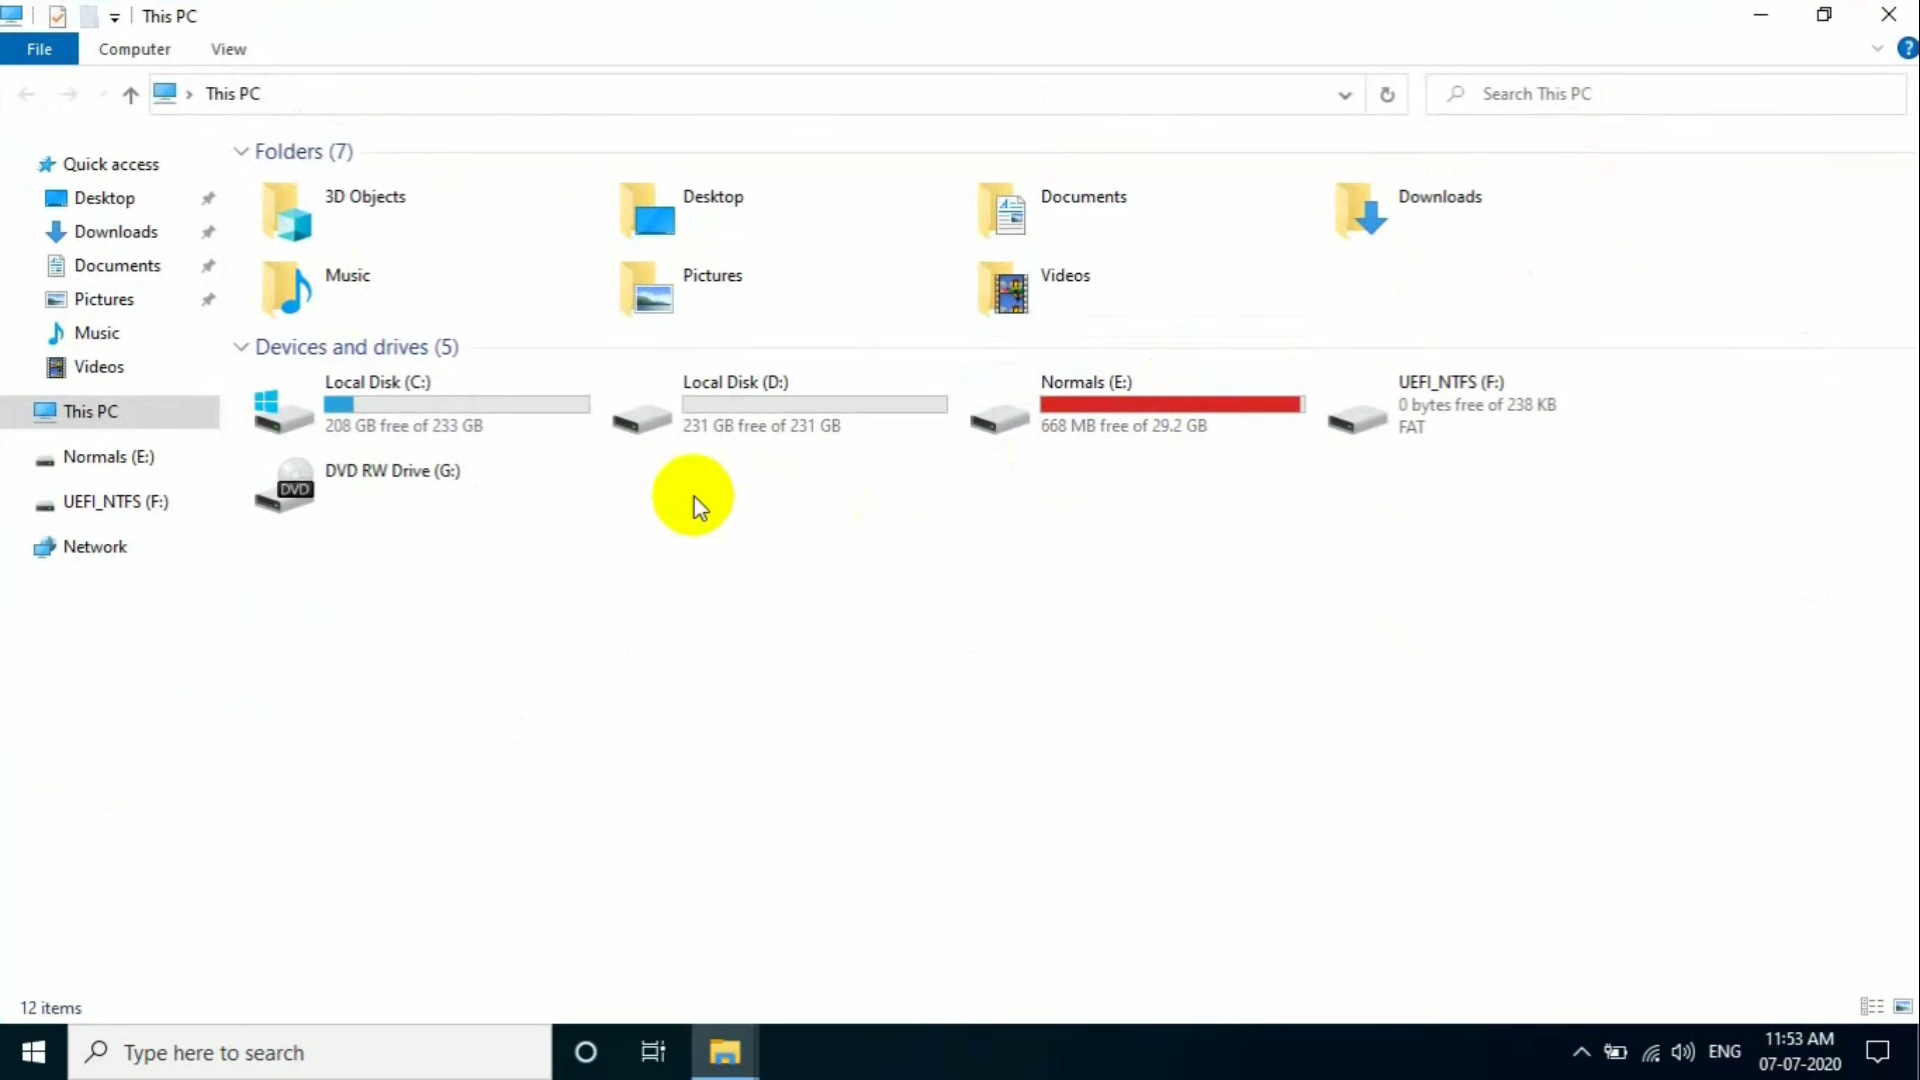 This PC
File Computer View
This PC
Search This PC
Quick access
Desktop
Downloads
Documents
Pictures
Music
Videos
This PC
Normals (E:)
UEFI_NTFS (F:)
Network
Folders (7)
3D Objects
Desktop
Documents
Downloads
Music
Pictures
Videos
Devices and drives (5)
Local Disk (C:)
208 GB free of 233 GB
Local Disk (D:)
231 GB free of 231 GB
Normals (E:)
668 MB free of 29.2 GB
UEFI_NTFS (F:)
0 bytes free of 238 KB
FAT
DVD RW Drive (G:)
DVD
12 items
Type here to search
ENG
11:53 AM
07-07-2020